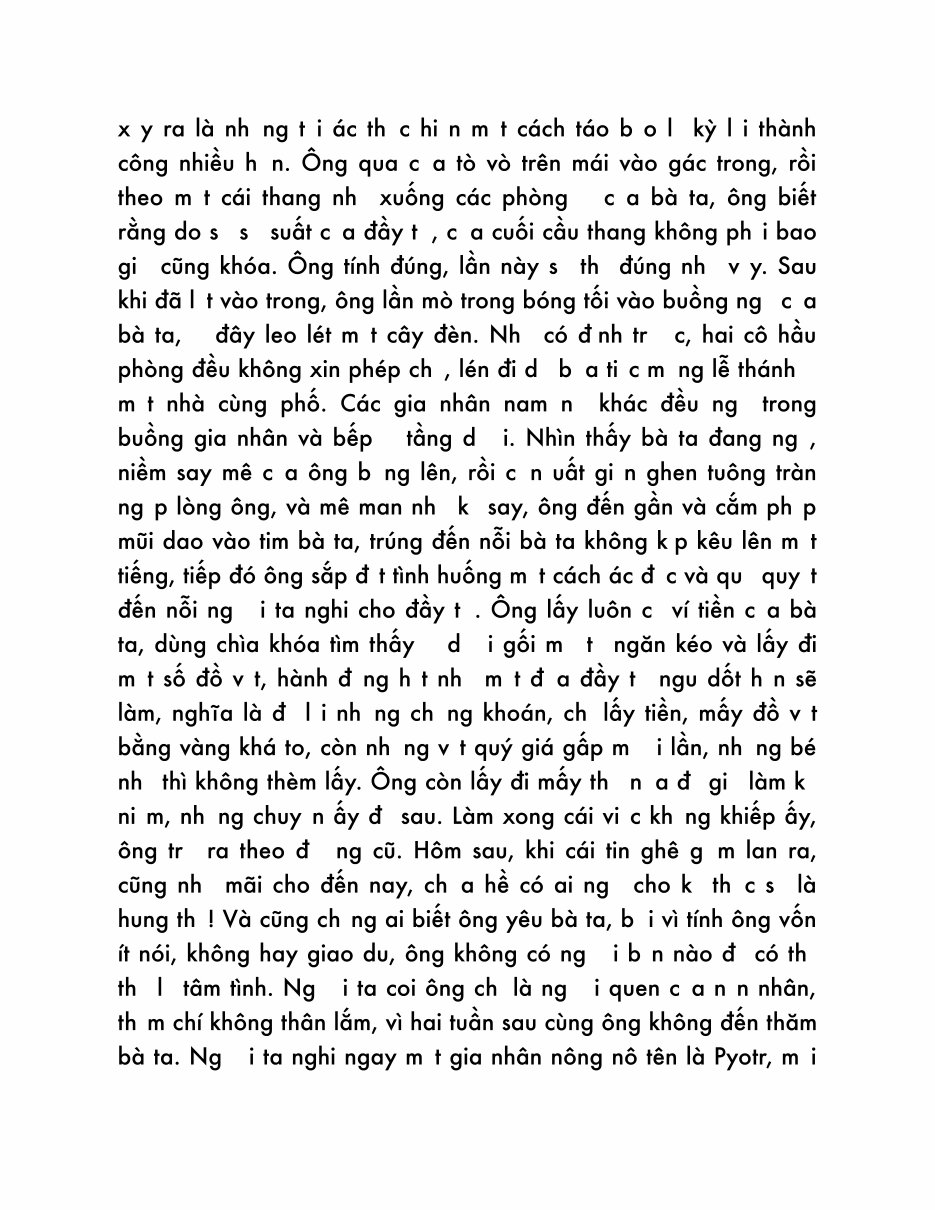 x y ra là nh ng t i ác th c hi n m t cách táo b o l kỳ l i thành
công nhiều h n. Ông qua c a tò vò trên mái vào gác trong, rồi
theo m t cái thang nh xuống các phòng c a bà ta, ông biết
rằng do s s suất c a đầy t , c a cuối cầu thang không ph i bao
gi cũng khóa. Ông tính đúng, lần này s th đúng nh v y. Sau
khi đã l t vào trong, ông lần mò trong bóng tối vào buồng ng c a
bà ta, đây leo lét m t cây đèn. Nh có đ nh tr c, hai cô hầu
phòng đều không xin phép ch , lén đi d b a ti c m ng lễ thánh
m t nhà cùng phố. Các gia nhân nam n khác đều ng trong
buồng gia nhân và bếp tầng d i. Nhìn thấy bà ta đang ng ,
niềm say mê c a ông b ng lên, rồi c n uất gi n ghen tuông tràn
ng p lòng ông, và mê man nh k say, ông đến gần và cắm ph p
mũi dao vào tim bà ta, trúng đến nỗi bà ta không k p kêu lên m t
tiếng, tiếp đó ông sắp đ t tình huống m t cách ác đ c và qu quy t
đến nỗi ng i ta nghi cho đầy t . Ông lấy luôn c ví tiền c a bà
ta, dùng chìa khóa tìm thấy d i gối m t ngăn kéo và lấy đi
m t số đồ v t, hành đ ng h t nh m t đ a đầy t ngu dốt h n sẽ
làm, nghĩa là đ l i nh ng ch ng khoán, ch lấy tiền, mấy đồ v t
bằng vàng khá to, còn nh ng v t quý giá gấp m i lần, nh ng bé
nh thì không thèm lấy. Ông còn lấy đi mấy th n a đ gi làm k
ni m, nh ng chuy n ấy đ sau. Làm xong cái vi c kh ng khiếp ấy,
ông tr ra theo đ ng cũ. Hôm sau, khi cái tin ghê g m lan ra,
cũng nh mãi cho đến nay, ch a hề có ai ng cho k th c s là
hung th ! Và cũng ch ng ai biết ông yêu bà ta, b i vì tính ông vốn
ít nói, không hay giao du, ông không có ng i b n nào đ có th
th l tâm tình. Ng i ta coi ông ch là ng i quen c a n n nhân,
th m chí không thân lắm, vì hai tuần sau cùng ông không đến thăm
bà ta. Ng i ta nghi ngay m t gia nhân nông nô tên là Pyotr, m i